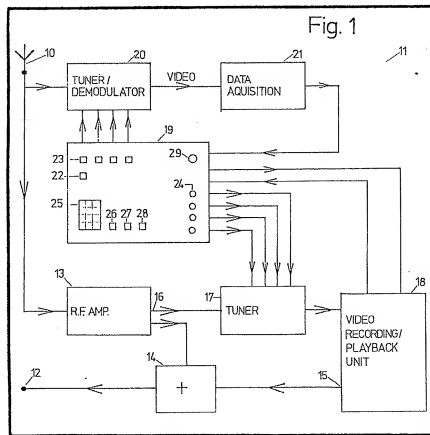 Fig. 1
10
20
21
11
TUNER/
DEMODULATOR
VIDEO
DATA
AQUISITION
19
23
29
22
24
25
26 27 28
13
16
17
18
R.F. AMP.
TUNER
VIDEO
RECORDING/
PLAYBACK
UNIT
14
15
12
+